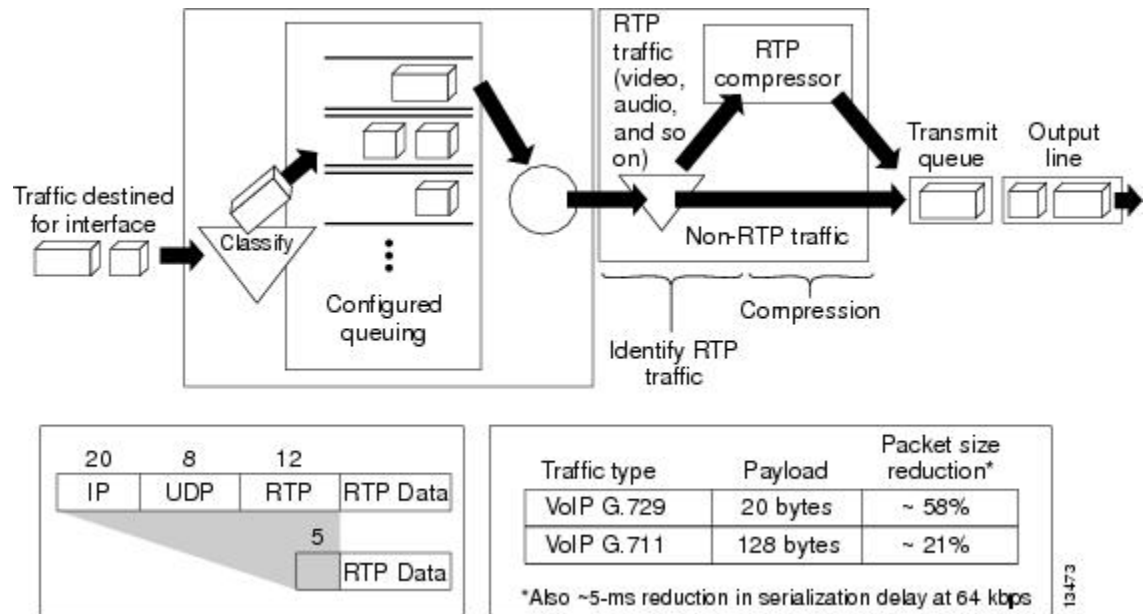 Traffic destined
for interface
Classify
Configured
queuing
RTP
traffic
(video,
audio,
and so
on)
RTP
compressor
Non-RTP traffic
Transmit
queue
Output
line
Identify RTP
traffic
Compression
20 8 12
IP UDP RTP RTP Data
5
RTP Data
Traffic type Payload Packet size
reduction*
VoIP G.729 20 bytes ~ 58%
VoIP G.711 128 bytes ~ 21%
*Also ~5-ms reduction in serialization delay at 64 kbps
13473